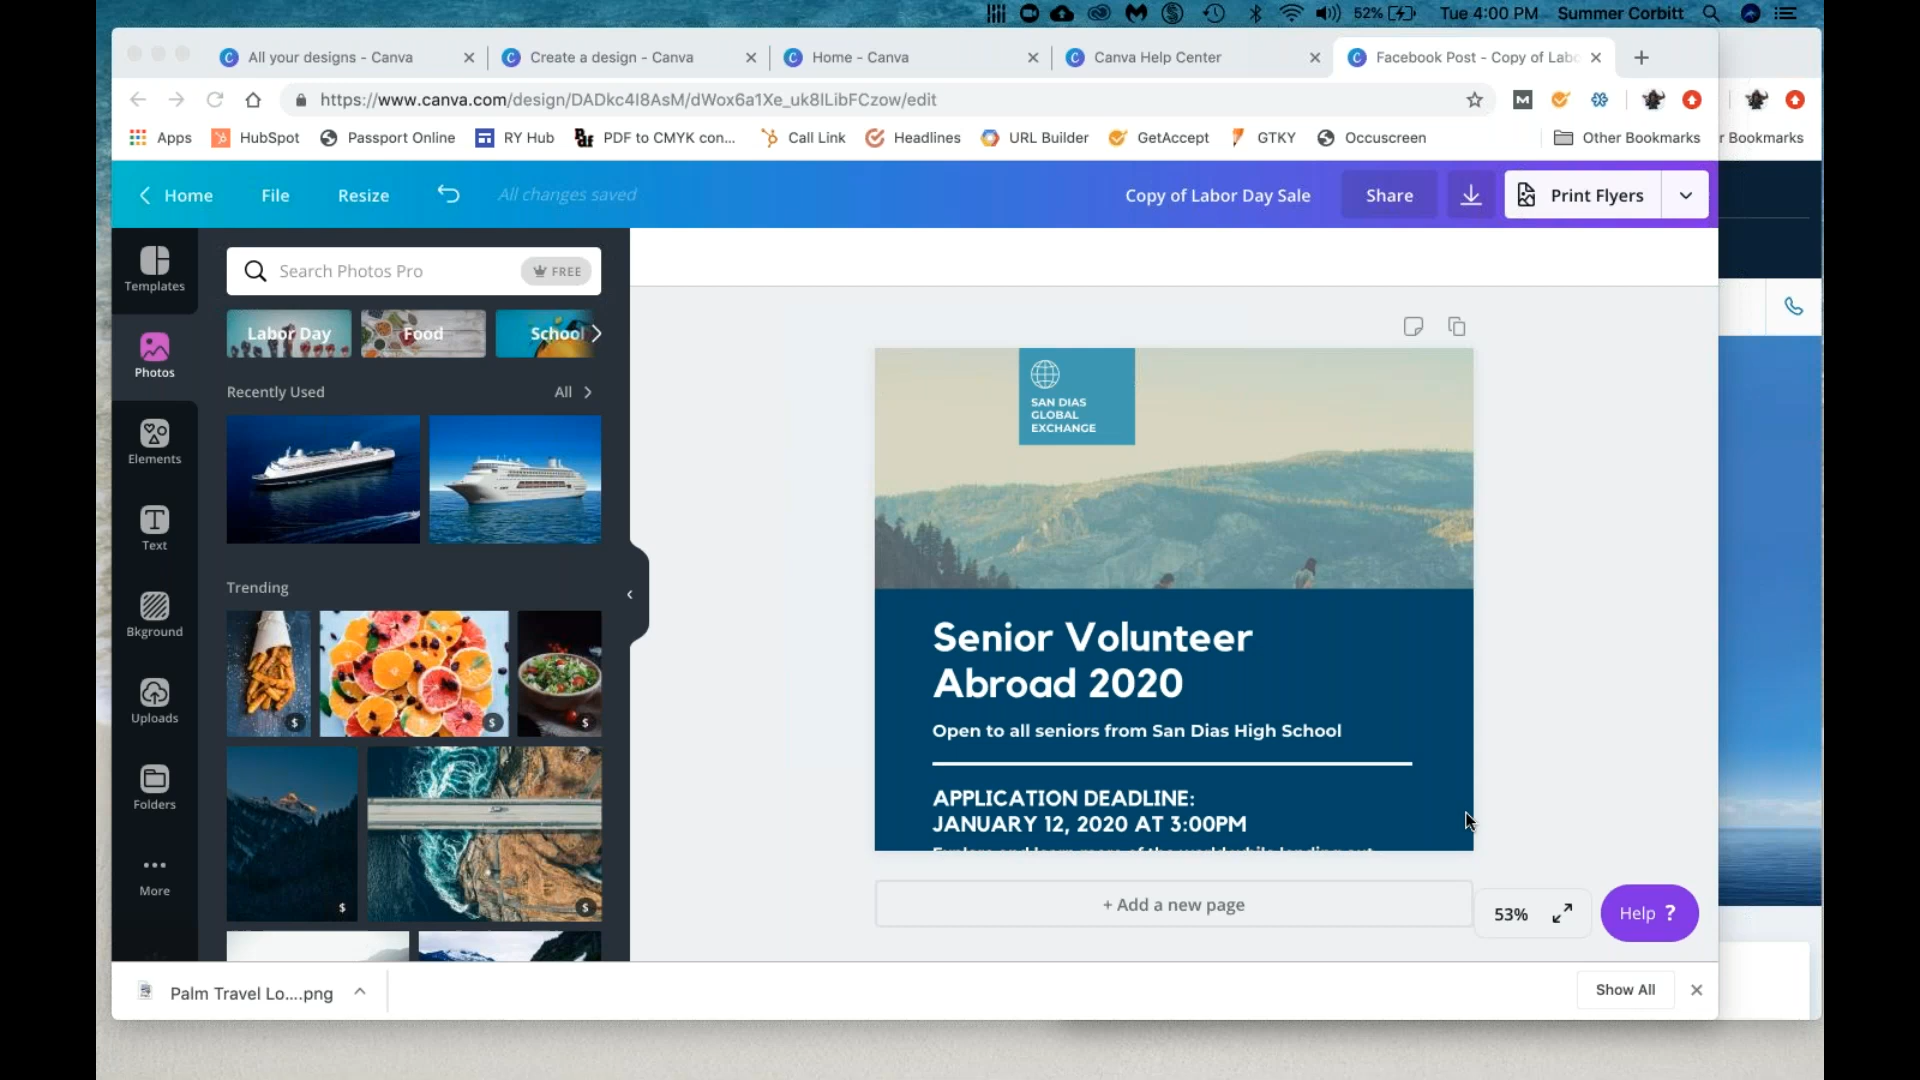 52%
Tue 4:00 PM
Summer Corbitt
All your designs - Canva
Create a design - Canva
Home - Canva
Canva Help Center
Facebook Post - Copy of Labo
https://www.canva.com/design/DADkc4I8AsM/dWox6a1Xe_uk8ILibFCzow/edit
Apps
HubSpot
Passport Online
RY Hub
PDF to CMYK con...
Call Link
Headlines
URL Builder
GetAccept
GTKY
Occuscreen
Other Bookmarks
r Bookmarks
Home
File
Resize
All changes saved
Copy of Labor Day Sale
Share
Print Flyers
Templates
Photos
Elements
Text
Bkground
Uploads
Folders
More
Search Photos Pro
FREE
Labor Day
Food
School
Recently Used
All
Trending
$
$
$
$
$
SAN DIAS
GLOBAL
EXCHANGE
Senior Volunteer
Abroad 2020
Open to all seniors from San Dias High School
APPLICATION DEADLINE:
JANUARY 12, 2020 AT 3:00PM
+ Add a new page
53%
Help ?
Palm Travel Lo....png
Show All